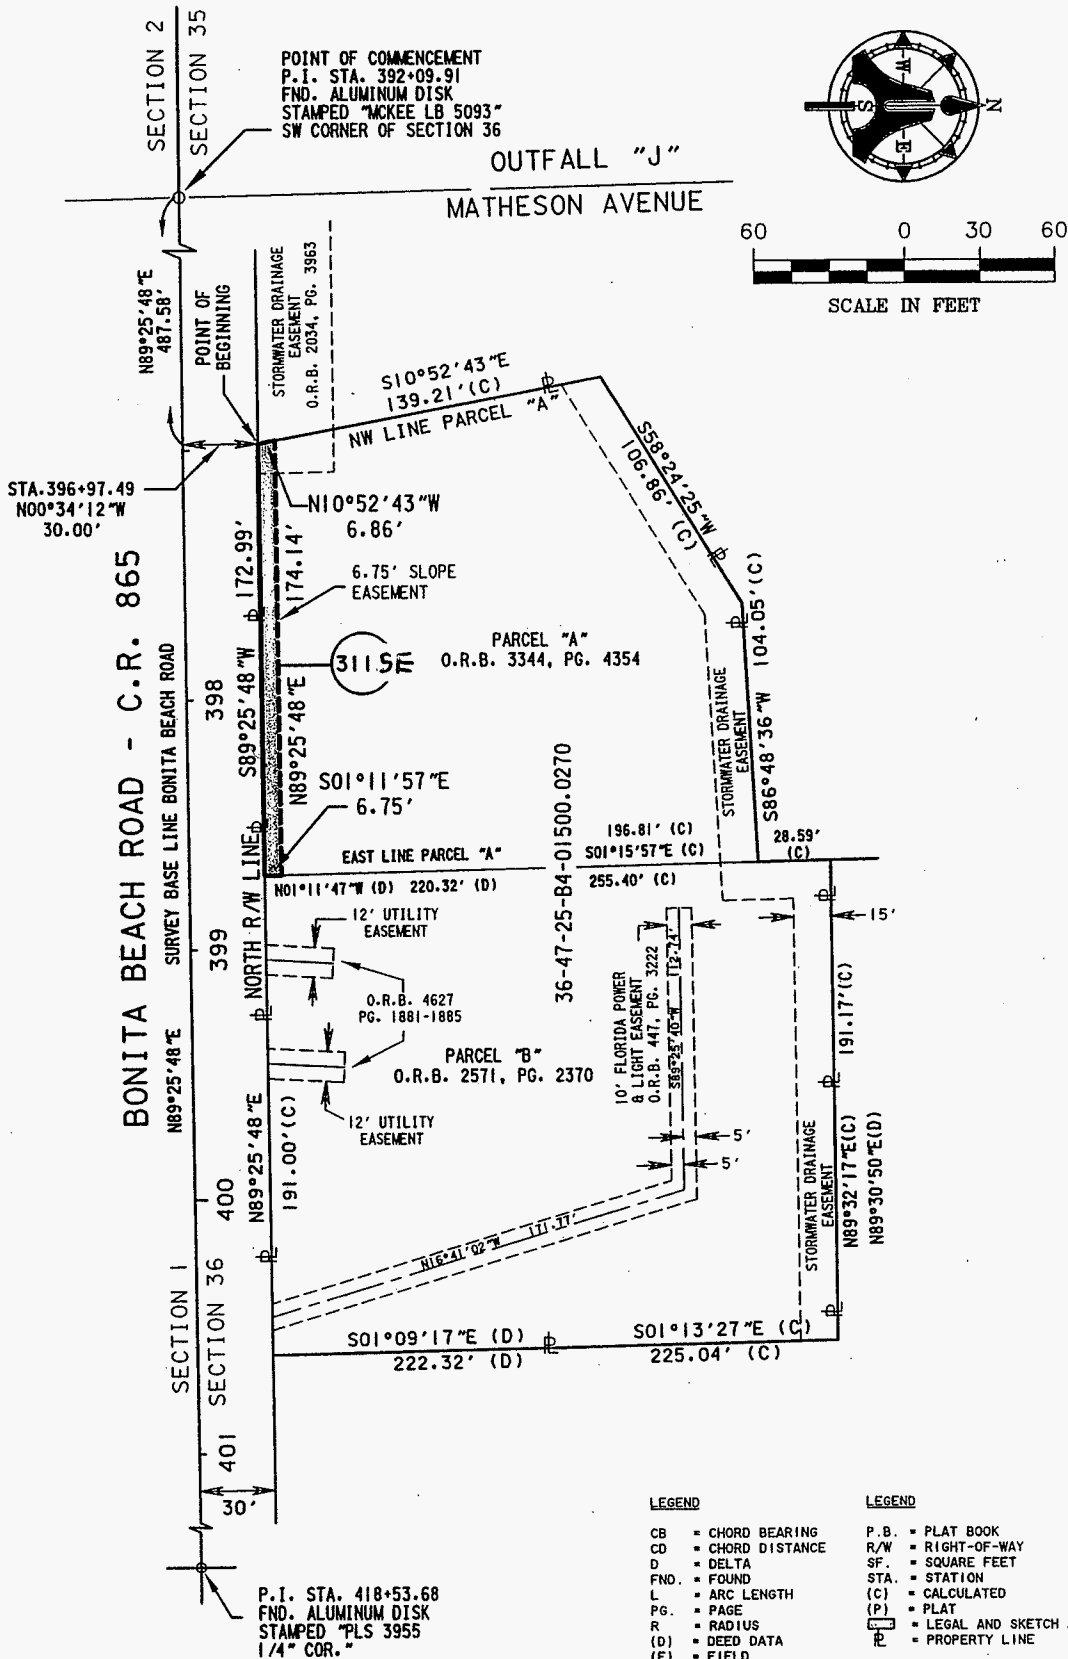 SECTION 2
SECTION 35
POINT OF COMMENCEMENT
P.I. STA. 392+09.91
FND. ALUMINUM DISK
STAMPED "MCKEE LB 5093"
SW CORNER OF SECTION 36
OUTFALL "J"
MATHESON AVENUE
W
S
N
E
60 0 30 60
SCALE IN FEET
N89°25'48"E
487.58'
POINT OF
BEGINNING
STORMWATER DRAINAGE
EASEMENT
O.R.B. 2034, PG. 3963
S10°52'43"E
139.21'(C)
NW LINE PARCEL "A"
S58°24'25"W
106.86' (C)
STA.396+97.49
N00°34'12"W
30.00'
N10°52'43"W
6.86'
172.99'
174.14'
6.75' SLOPE
EASEMENT
S89°25'48"W
N89°25'48"E
PARCEL "A"
O.R.B. 3344, PG. 4354
104.05'(C)
S86°48'36"W
STORMWATER DRAINAGE
EASEMENT
BONITA BEACH ROAD - C.R. 865
SURVEY BASE LINE BONITA BEACH ROAD
N89°25'48"E
398
S01°11'57"E
6.75'
36-47-25-B4-01500.0270
196.81' (C)
S01°15'57"E (C)
28.59'
(C)
EAST LINE PARCEL "A"
N01°11'47"W (D) 220.32' (D)
255.40' (C)
NORTH R/W LINE
399
12' UTILITY
EASEMENT
O.R.B. 4627
PG. 1881-1885
PARCEL "B"
O.R.B. 2571, PG. 2370
12' UTILITY
EASEMENT
10' FLORIDA POWER
& LIGHT EASEMENT
O.R.B. 447, PG. 3222
S89°25'40"W 112.74'
15'
191.17'(C)
5'
5'
N89°25'48"E
191.00'(C)
400
N16°41'02"W 171.77'
STORMWATER DRAINAGE
EASEMENT
N89°32'17"E(C)
N89°30'50"E(D)
S01°09'17"E (D)
222.32' (D)
S01°13'27"E (C)
225.04' (C)
SECTION 1
SECTION 36
401
30'
P.I. STA. 418+53.68
FND. ALUMINUM DISK
STAMPED "PLS 3955
1/4" COR."
LEGEND
CB = CHORD BEARING
CD = CHORD DISTANCE
D = DELTA
FND. = FOUND
L = ARC LENGTH
PG. = PAGE
R = RADIUS
(D) = DEED DATA
(F) = FIELD
LEGEND
P.B. = PLAT BOOK
R/W = RIGHT-OF-WAY
SF. = SQUARE FEET
STA. = STATION
(C) = CALCULATED
(P) = PLAT
= LEGAL AND SKETCH
PL = PROPERTY LINE